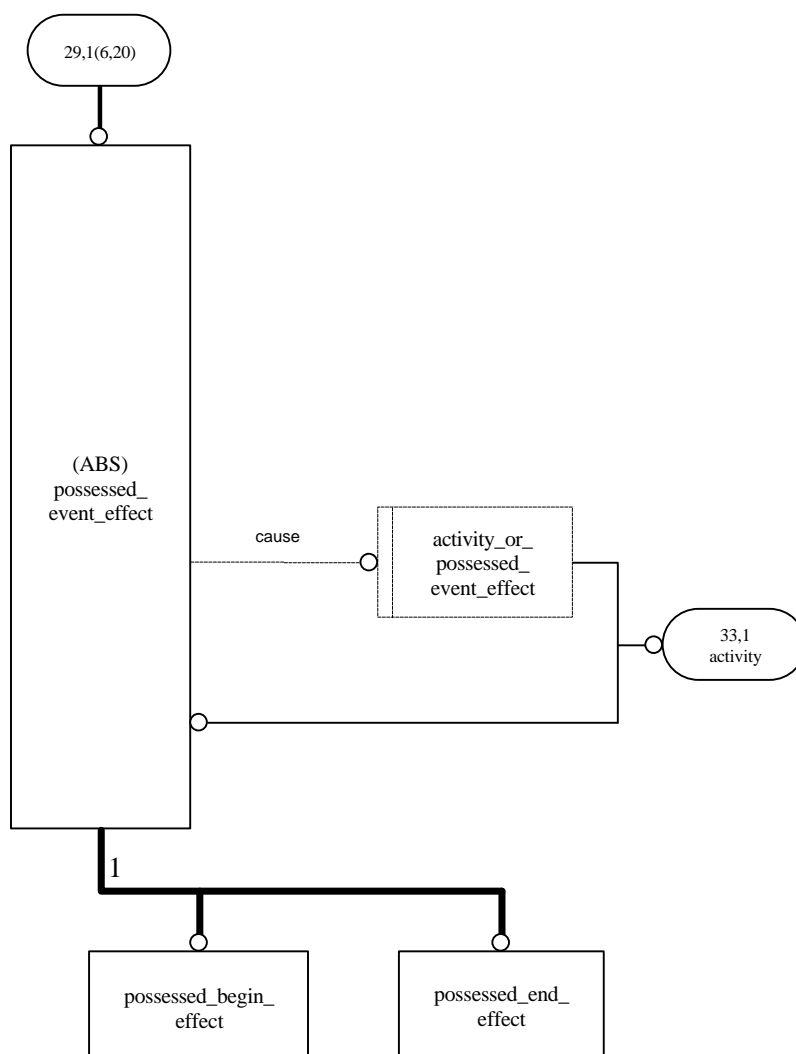 29,1(6,20)
(ABS)
possessed_
event_effect
cause
activity_or_
possessed_
event_effect
33,1
activity
1
possessed_begin_
effect
possessed_end_
effect